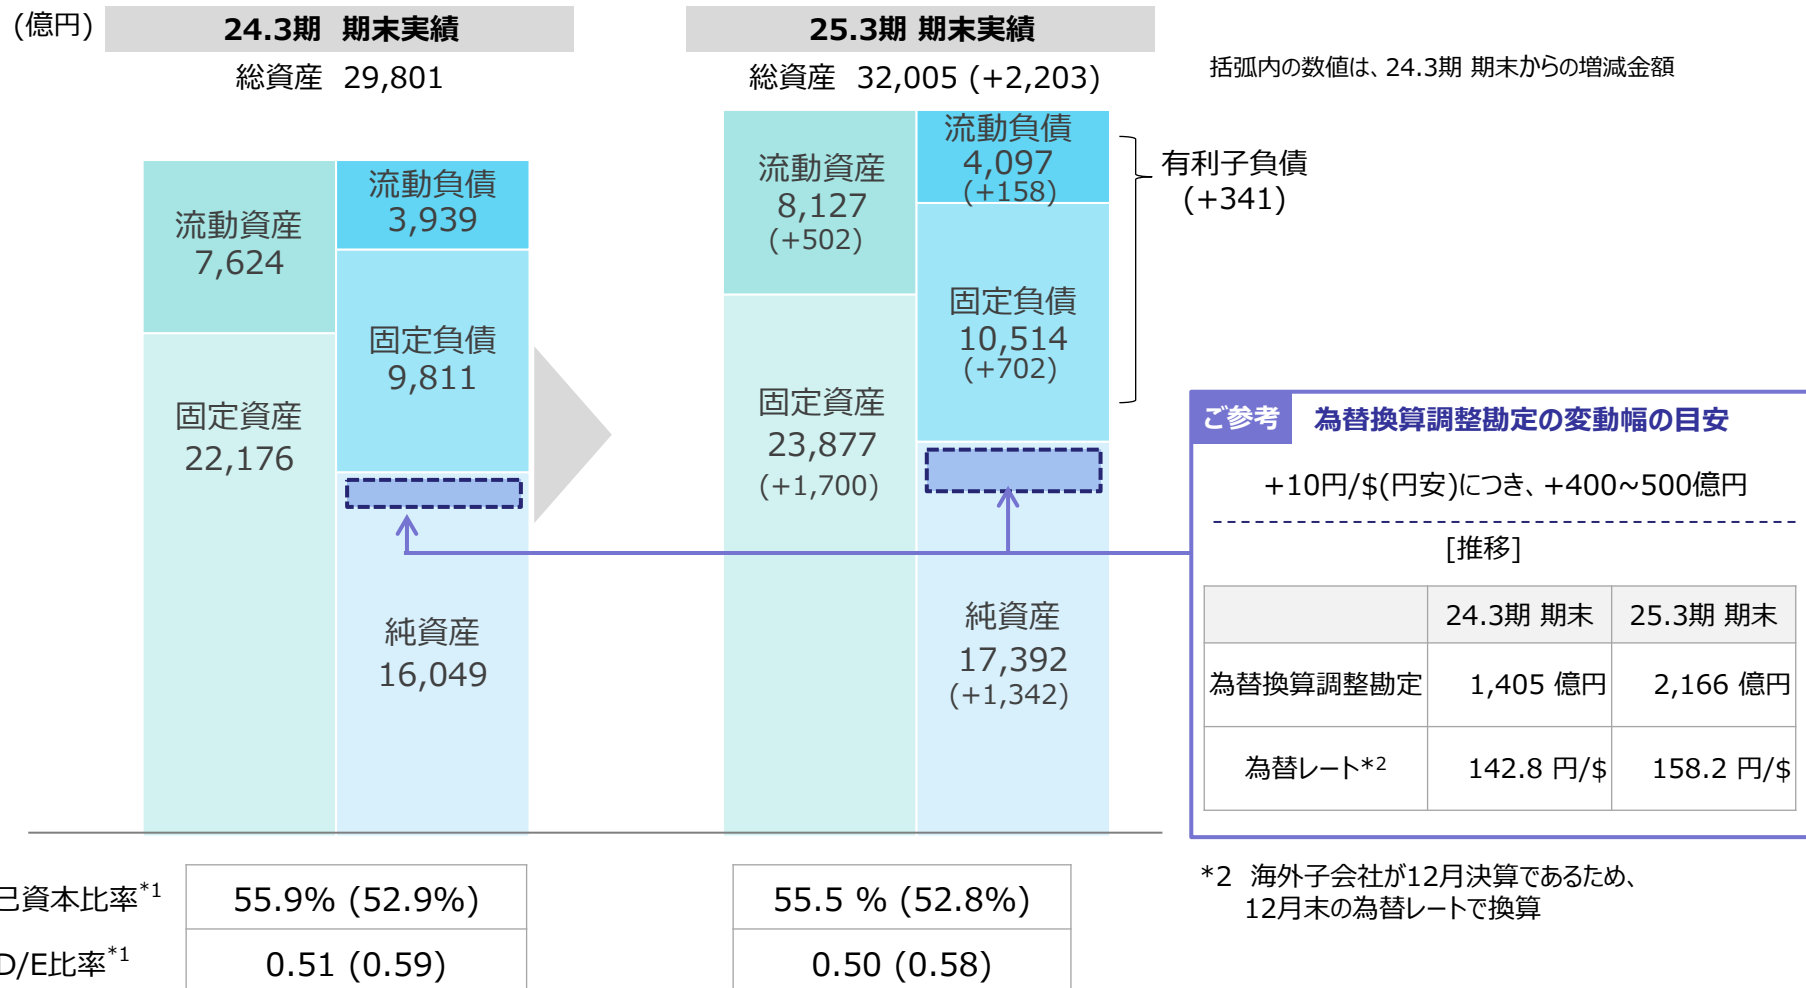 (億円)
24.3期 期末実績
総資産 29,801
流動資産
7,624
固定資産
22,176
流動負債
3,939
固定負債
9,811
純資産
16,049
25.3期 期末実績
総資産 32,005 (+2,203)
流動資産
8,127
(+502)
固定資産
23,877
(+1,700)
流動負債
4,097
(+158)
固定負債
10,514
(+702)
純資産
17,392
(+1,342)
括弧内の数値は、24.3期 期末からの増減金額
有利子負債
(+341)
ご参考 為替換算調整勘定の変動幅の目安
+10円/$(円安)につき、+400~500億円
[推移]
24.3期 期末 25.3期 期末
為替換算調整勘定 1,405 億円 2,166 億円
為替レート*2 142.8 円/$ 158.2 円/$
*2 海外子会社が12月決算であるため、
12月末の為替レートで換算
己資本比率*1 55.9% (52.9%) 55.5 % (52.8%)
D/E比率*1 0.51 (0.59) 0.50 (0.58)